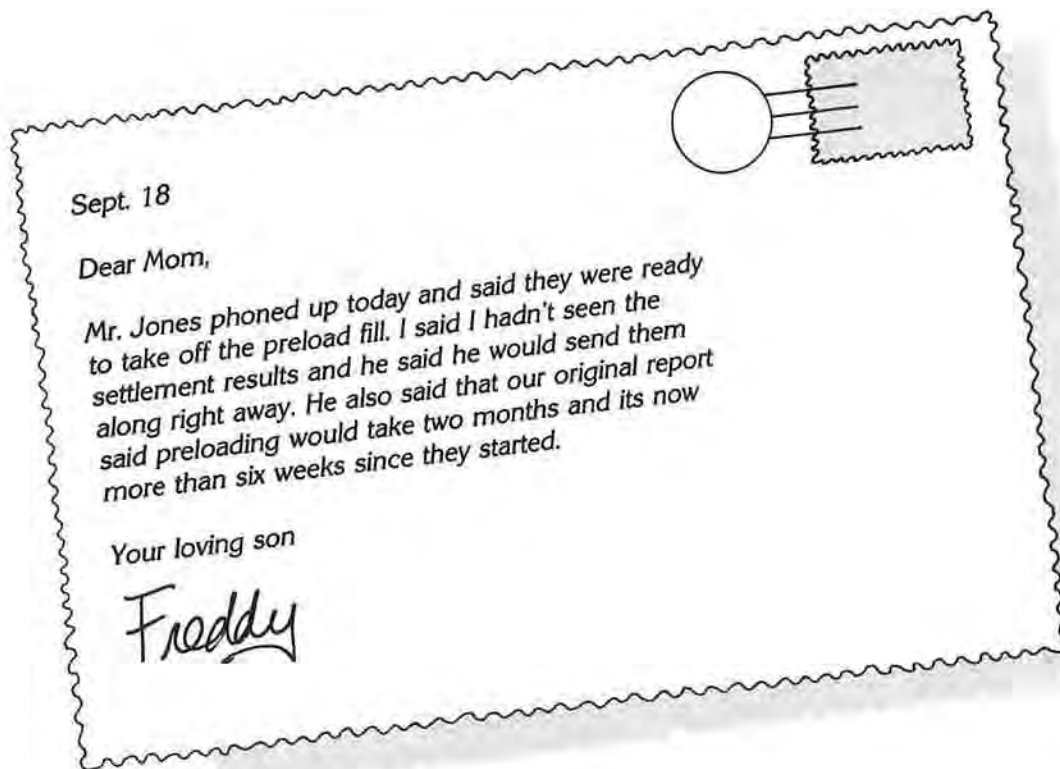 Sept. 18
Dear Mom,
Mr. Jones phoned up today and said they were ready
to take off the preload fill. I said I hadn't seen the
settlement results and he said he would send them
along right away. He also said that our original report
said preloading would take two months and its now
more than six weeks since they started.
Your loving son
Freddy